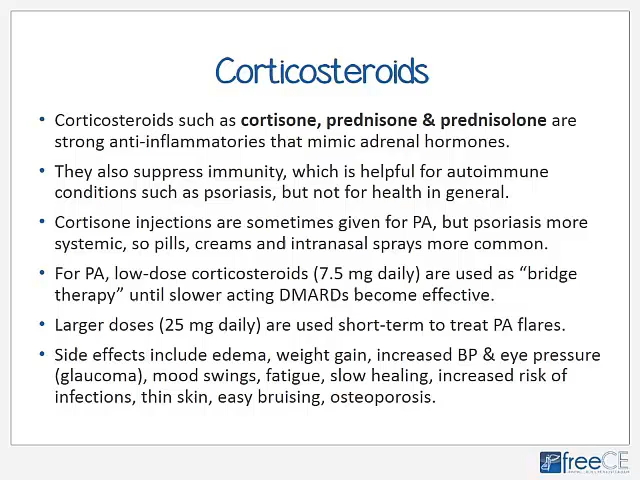 Corticosteroids
• Corticosteroids such as cortisone, prednisone & prednisolone are
strong anti-inflammatories that mimic adrenal hormones.
• They also suppress immunity, which is helpful for autoimmune
conditions such as psoriasis, but not for health in general.
• Cortisone injections are sometimes given for PA, but psoriasis more
systemic, so pills, creams and intranasal sprays more common.
• For PA, low-dose corticosteroids (7.5 mg daily) are used as “bridge
therapy” until slower acting DMARDs become effective.
• Larger doses (25 mg daily) are used short-term to treat PA flares.
• Side effects include edema, weight gain, increased BP & eye pressure
(glaucoma), mood swings, fatigue, slow healing, increased risk of
infections, thin skin, easy bruising, osteoporosis.
freeCE